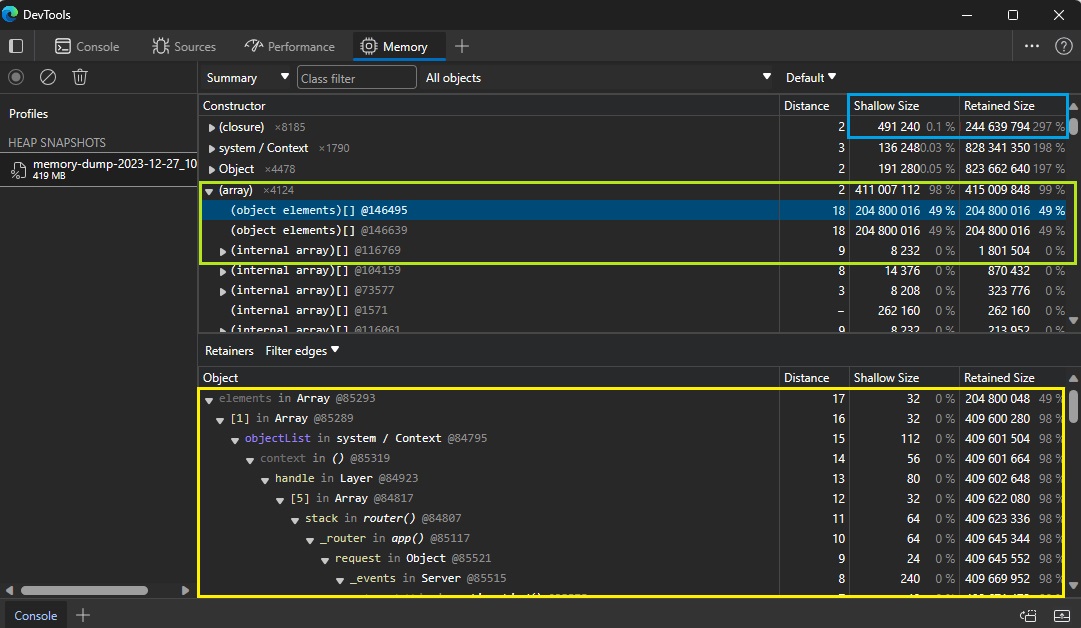 DevTools
Console Sources Performance Memory
Summary Class filter All objects Default
Profiles
HEAP SNAPSHOTS
memory-dump-2023-12-27_10
419 MB
Constructor Distance Shallow Size Retained Size
(closure) ×8185 2 491 240 0.1 % 244 639 794 297 %
system / Context ×1790 3 136 248 0.03 % 828 341 350 198 %
Object ×4478 2 191 280 0.05 % 823 662 640 197 %
(array) ×4124 2 411 007 112 98 % 415 009 848 99 %
(object elements)[] @146495 18 204 800 016 49 % 204 800 016 49 %
(object elements)[] @146639 18 204 800 016 49 % 204 800 016 49 %
(internal array)[] @116769 9 8 232 0 % 1 801 504 0 %
(internal array)[] @104159 8 14 376 0 % 870 432 0 %
(internal array)[] @73577 3 8 208 0 % 323 776 0 %
(internal array)[] @1571 – 262 160 0 % 262 160 0 %
(internal array)[] @116061 9 8 232 0 % 213 952 0 %
Retainers Filter edges
Object Distance Shallow Size Retained Size
elements in Array @85293 17 32 0 % 204 800 048 49 %
[1] in Array @85289 16 32 0 % 409 600 280 98 %
objectList in system / Context @84795 15 112 0 % 409 601 504 98 %
context in () @85319 14 56 0 % 409 601 664 98 %
handle in Layer @84923 13 80 0 % 409 602 648 98 %
[5] in Array @84817 12 32 0 % 409 622 080 98 %
stack in router() @84807 11 64 0 % 409 623 336 98 %
_router in app() @85117 10 64 0 % 409 645 344 98 %
request in Object @85521 9 24 0 % 409 645 552 98 %
_events in Server @85515 8 240 0 % 409 669 952 98 %
Console